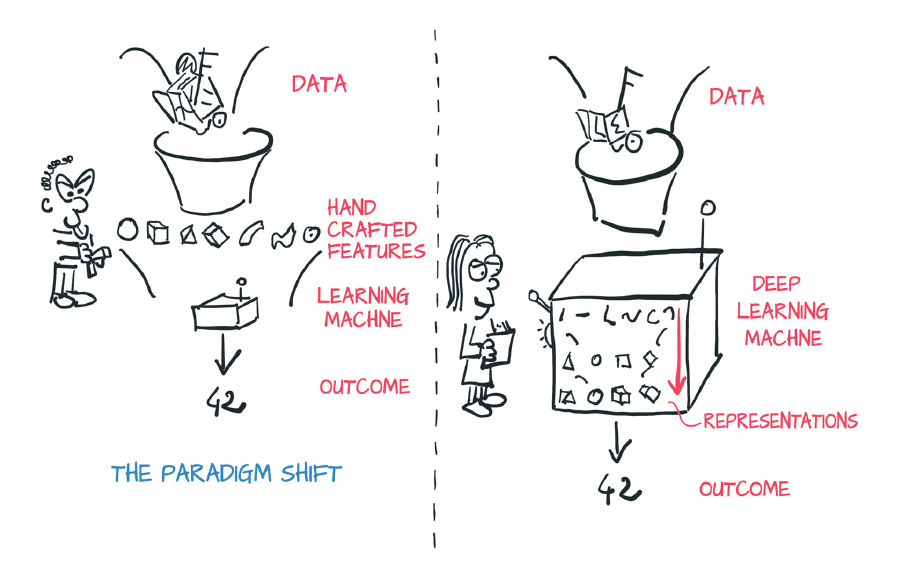 DATA
HAND
CRAFTED
FEATURES
LEARNING
MACHNE
42
OUTCOME
THE PARADIGM SHIFT
DATA
DEEP
LEARNING
MACHNE
REPRESENTATIONS
42
OUTCOME